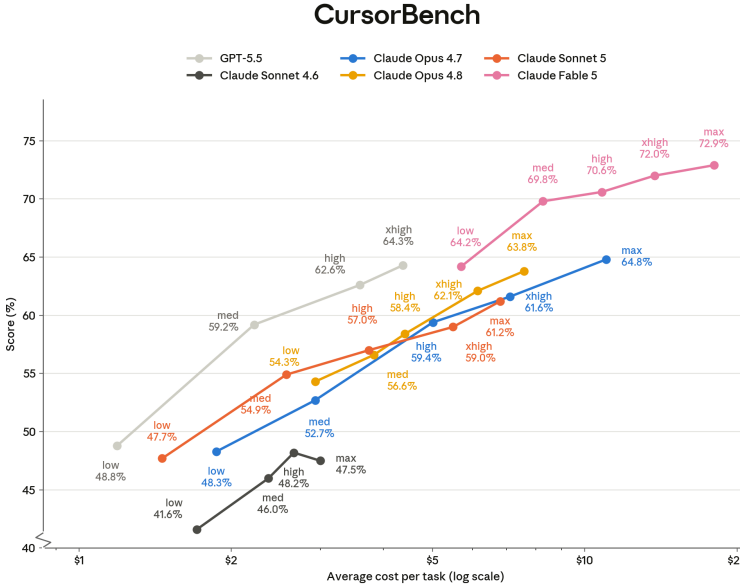 CursorBench
GPT-5.5
Claude Opus 4.7
Claude Sonnet 5
Claude Sonnet 4.6
Claude Opus 4.8
Claude Fable 5
Score (%)
75
70
65
60
55
50
45
40
max
72.9%
xhigh
72.0%
high
70.6%
med
69.8%
low
64.2%
max
63.8%
max
64.8%
xhigh
64.3%
high
62.6%
med
59.2%
low
48.8%
xhigh
62.1%
high
58.4%
med
56.6%
low
54.3%
xhigh
61.6%
high
59.4%
med
52.7%
low
48.3%
max
61.2%
xhigh
59.0%
high
57.0%
med
54.9%
low
47.7%
max
47.5%
high
48.2%
med
46.0%
low
41.6%
$1
$2
$5
$10
$2
Average cost per task (log scale)